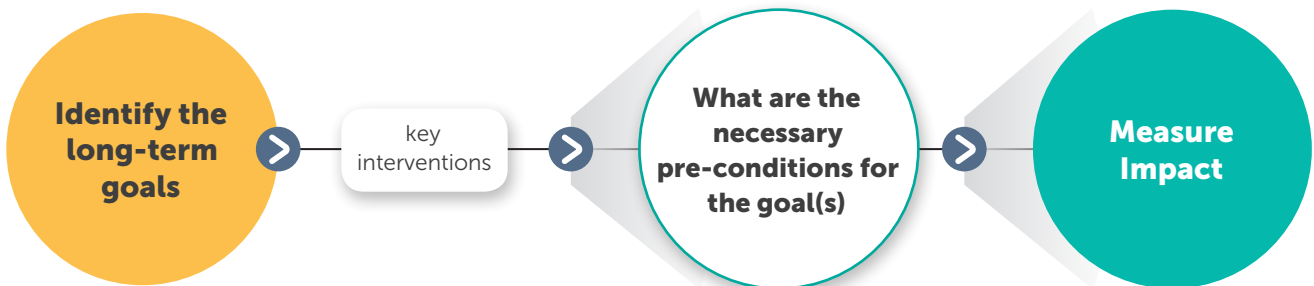 Identify the
long-term
goals
key
interventions
What are the
necessary
pre-conditions for
the goal(s)
Measure
Impact